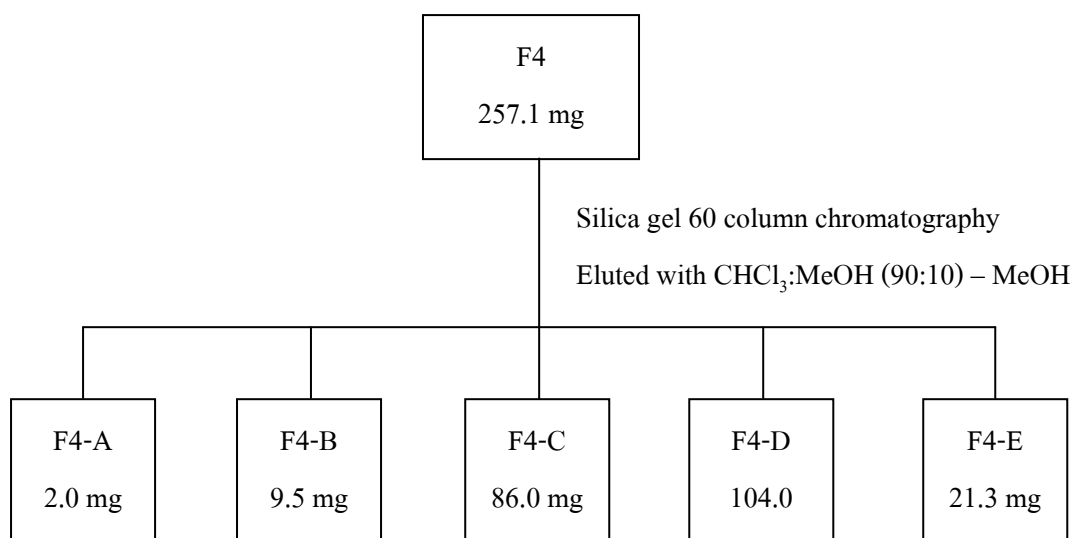 F4
257.1 mg
Silica gel 60 column chromatography
Eluted with CHCl₃:MeOH (90:10) – MeOH
F4-A
2.0 mg
F4-B
9.5 mg
F4-C
86.0 mg
F4-D
104.0
F4-E
21.3 mg